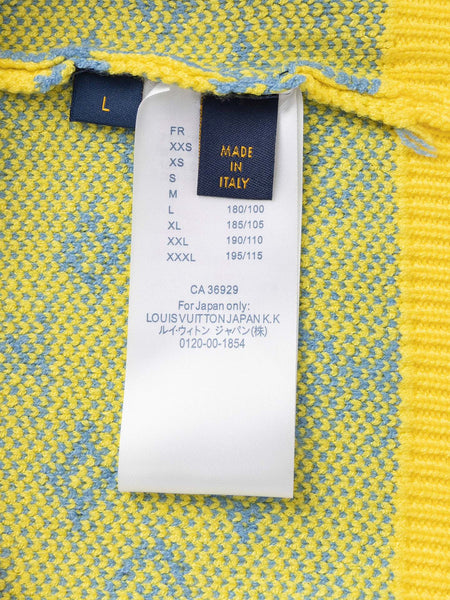 L
MADE
IN
ITALY
FR
XXS
XS
S
M
L 180/100
XL 185/105
XXL 190/110
XXXL 195/115
CA 36929
For Japan only:
LOUIS VUITTON JAPAN K.K
ルイ・ヴィトン ジャパン(株)
0120-00-1854